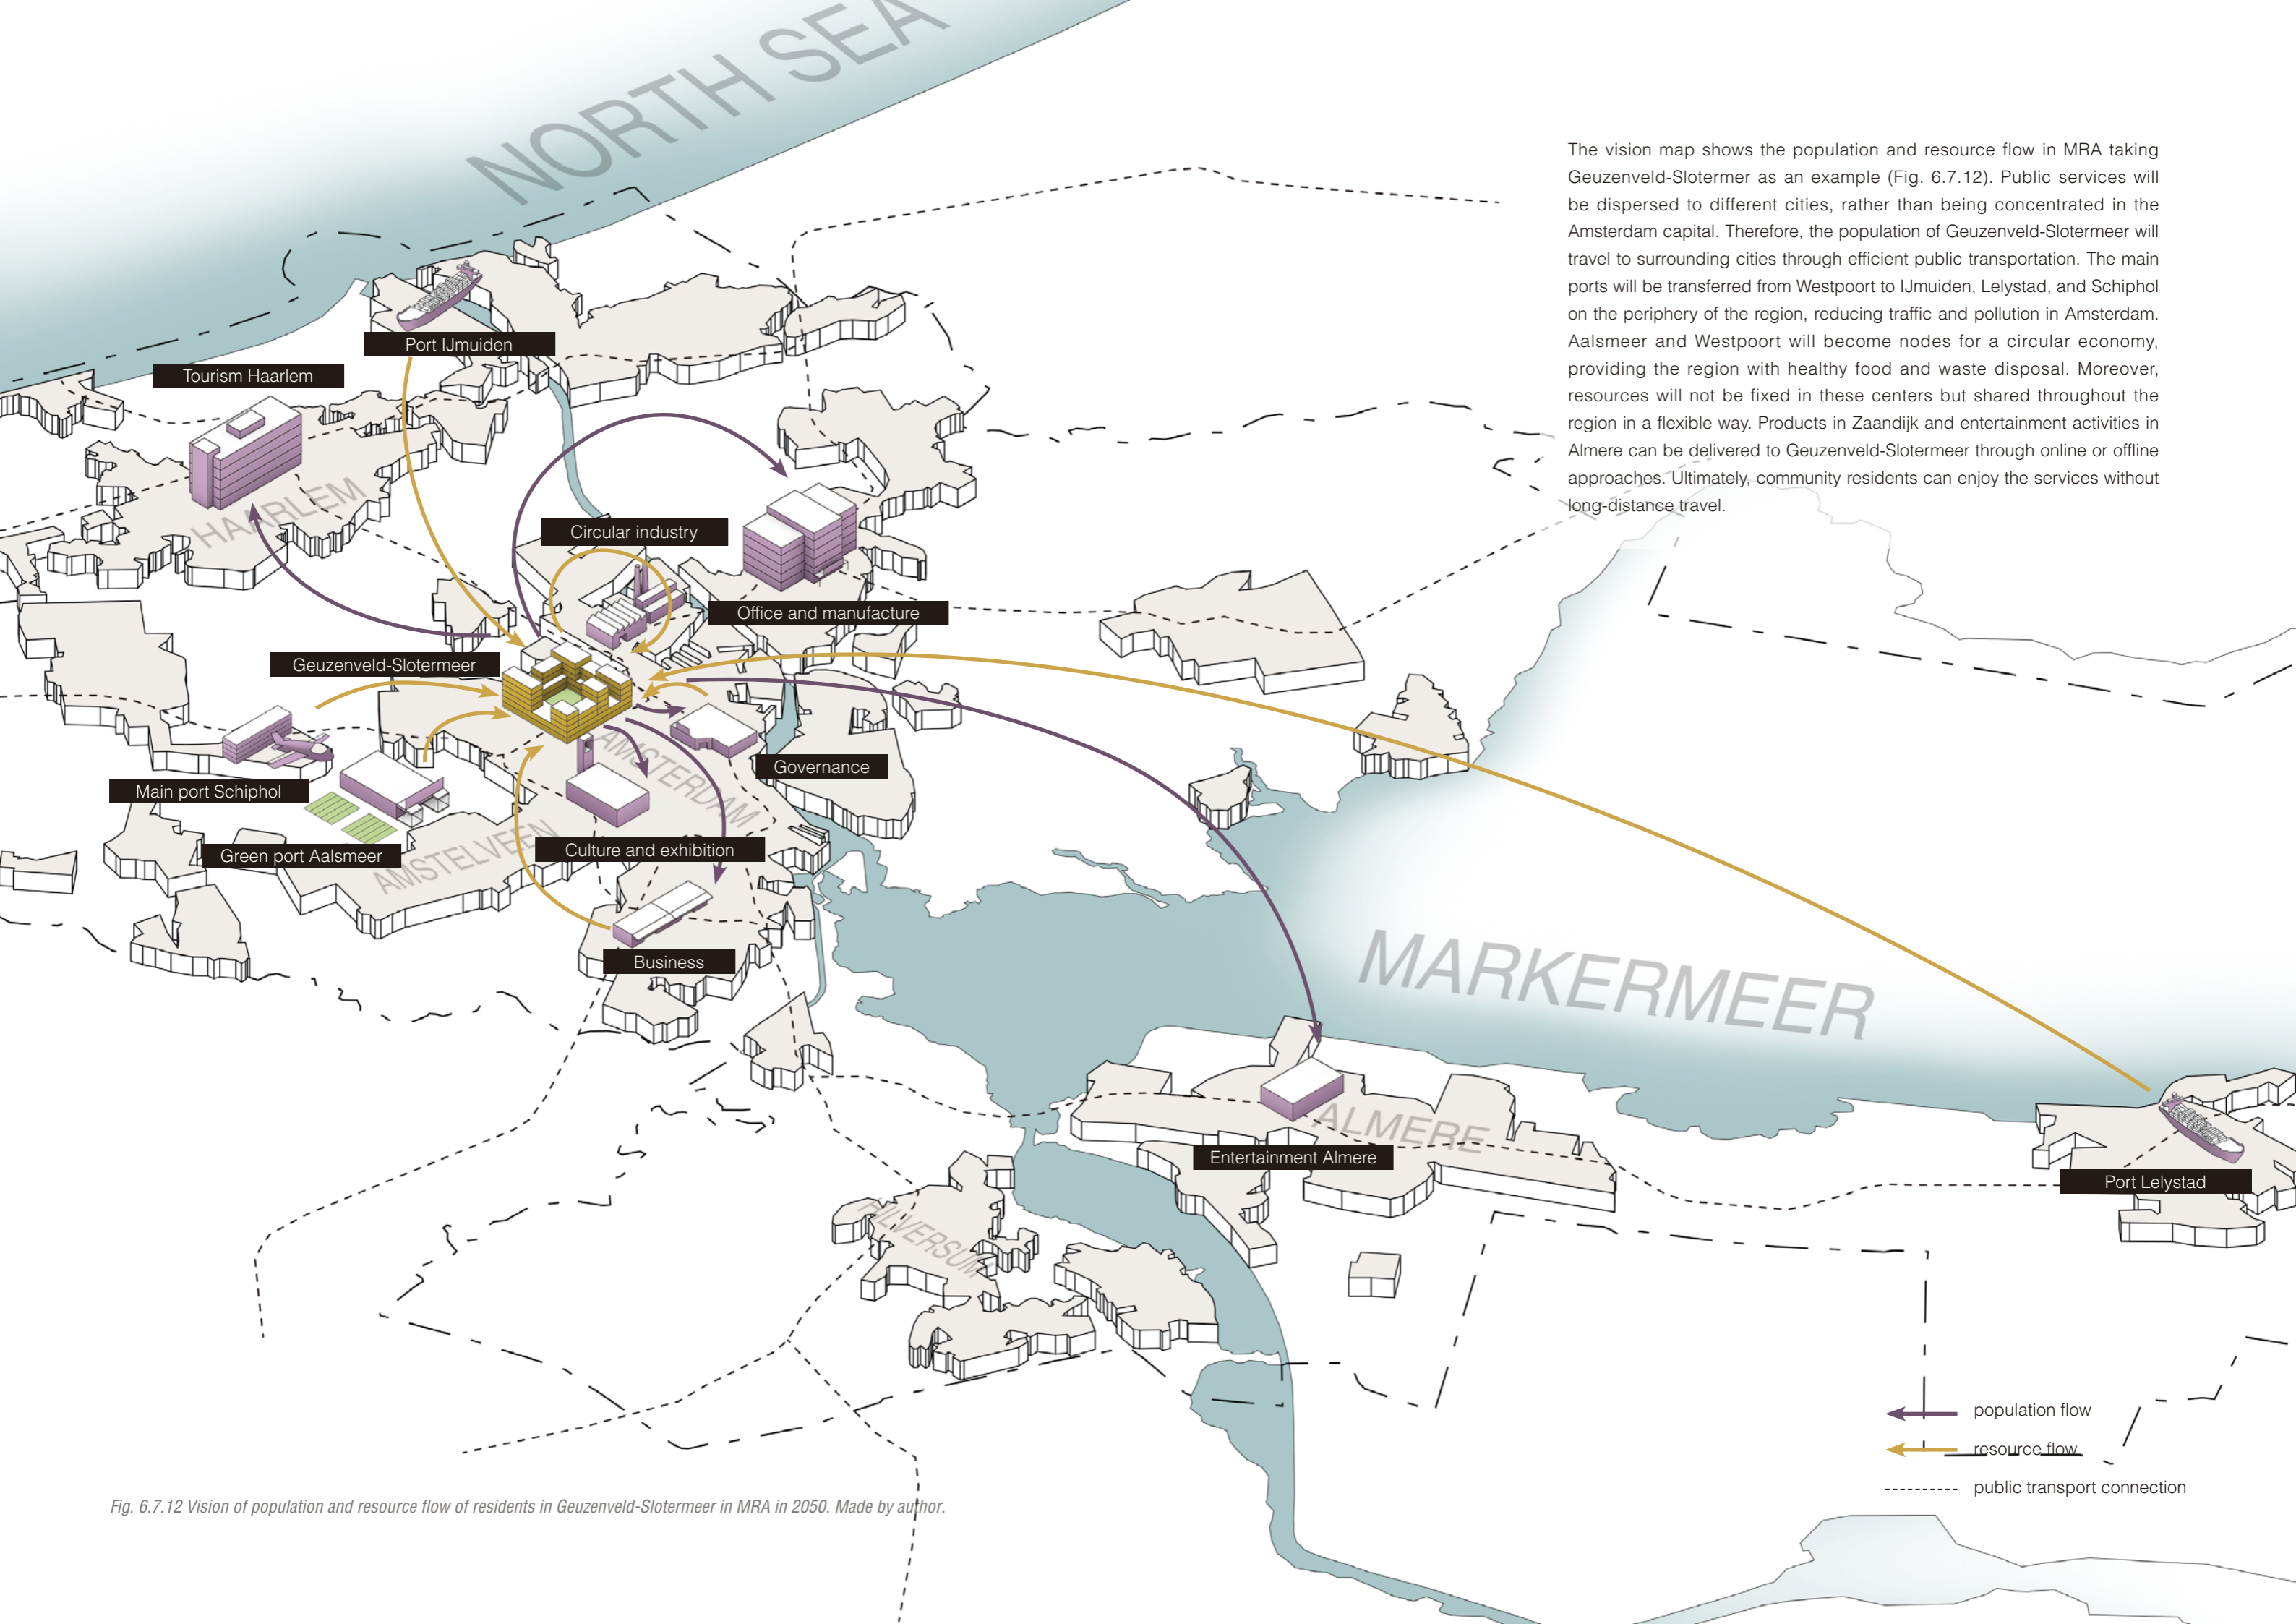 NORTH SEA
The vision map shows the population and resource flow in MRA taking
Geuzenveld-Slotermer as an example (Fig. 6.7.12). Public services will
be dispersed to different cities, rather than being concentrated in the
Amsterdam capital. Therefore, the population of Geuzenveld-Slotermeer will
travel to surrounding cities through efficient public transportation. The main
ports will be transferred from Westpoort to IJmuiden, Lelystad, and Schiphol
on the periphery of the region, reducing traffic and pollution in Amsterdam.
Aalsmeer and Westpoort will become nodes for a circular economy,
providing the region with healthy food and waste disposal. Moreover,
resources will not be fixed in these centers but shared throughout the
region in a flexible way. Products in Zaandijk and entertainment activities in
Almere can be delivered to Geuzenveld-Slotermeer through online or offline
approaches. Ultimately, community residents can enjoy the services without
long-distance travel.
Port IJmuiden
Tourism Haarlem
HAARLEM
Circular industry
Office and manufacture
Geuzenveld-Slotermeer
AMSTERDAM
Governance
Main port Schiphol
Green port Aalsmeer
AMSTELVEEN
Culture and exhibition
Business
MARKERMEER
ALMERE
Entertainment Almere
Port Lelystad
HILVERSUM
population flow
resource flow
public transport connection
Fig. 6.7.12 Vision of population and resource flow of residents in Geuzenveld-Slotermeer in MRA in 2050. Made by author.